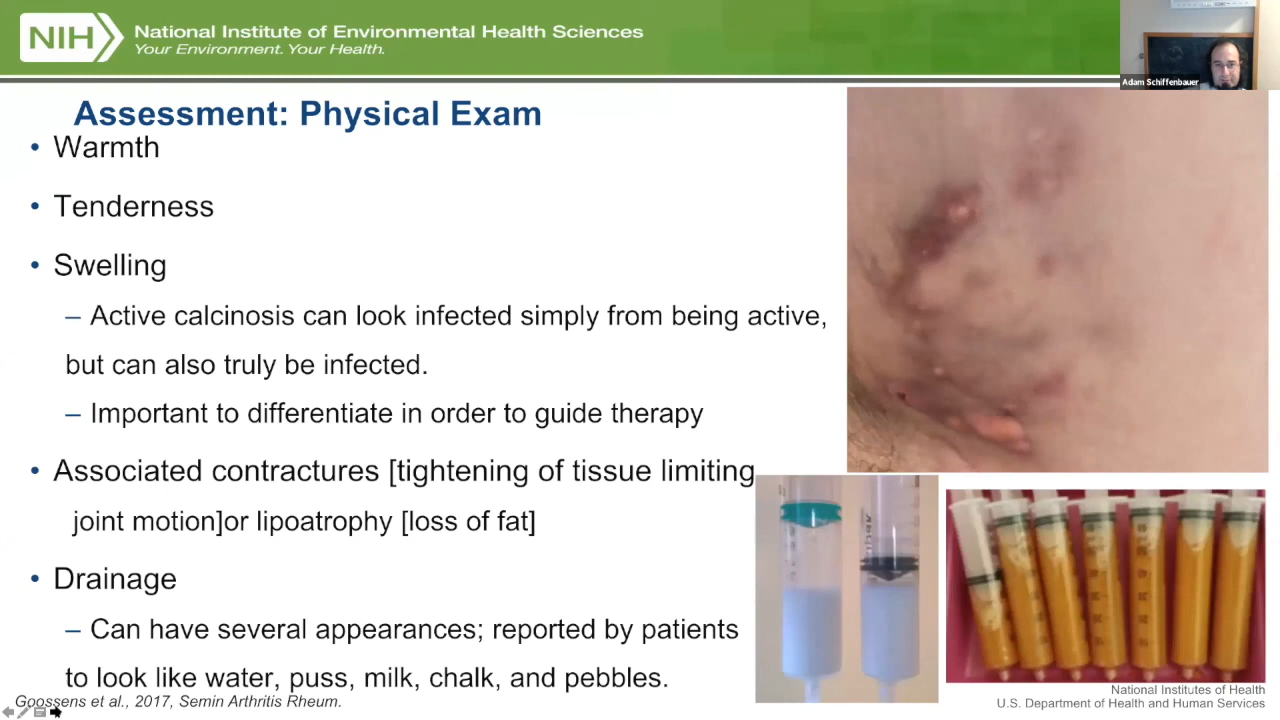 NIH
National Institute of Environmental Health Sciences
Your Environment. Your Health.
Adam Schiffenbauer
Assessment: Physical Exam
• Warmth
• Tenderness
• Swelling
– Active calcinosis can look infected simply from being active,
but can also truly be infected.
– Important to differentiate in order to guide therapy
• Associated contractures [tightening of tissue limiting
joint motion]or lipoatrophy [loss of fat]
• Drainage
– Can have several appearances; reported by patients
to look like water, puss, milk, chalk, and pebbles.
Goossens et al., 2017, Semin Arthritis Rheum.
National Institutes of Health
U.S. Department of Health and Human Services